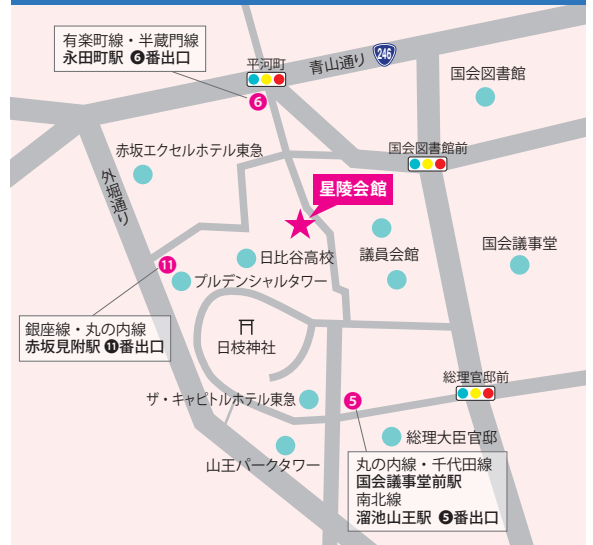 有楽町線・半蔵門線
永田町駅 ❻番出口
平河町
青山通り
246
国会図書館
6
赤坂エクセルホテル東急
国会図書館前
外堀通り
星陵会館
日比谷高校
議員会館
国会議事堂
11
プルデンシャルタワー
銀座線・丸の内線
赤坂見附駅 ⓫番出口
日枝神社
総理官邸前
ザ・キャピトルホテル東急
5
総理大臣官邸
山王パークタワー
丸の内線・千代田線
国会議事堂前駅
南北線
溜池山王駅 ❺番出口